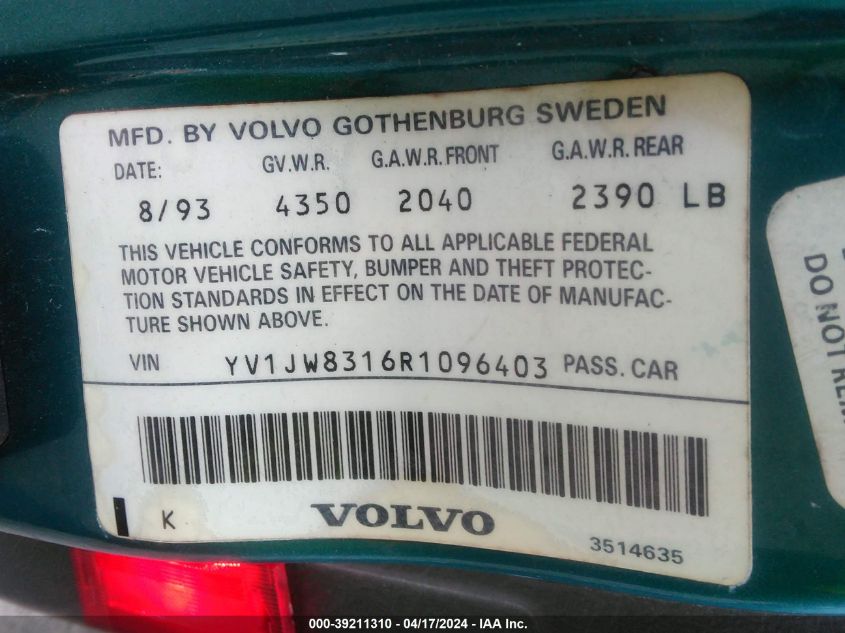 MFD. BY VOLVO GOTHENBURG SWEDEN
DATE: GV.W.R. G.A.W.R. FRONT G.A.W.R. REAR
8/93 4350 2040 2390 LB
THIS VEHICLE CONFORMS TO ALL APPLICABLE FEDERAL
MOTOR VEHICLE SAFETY, BUMPER AND THEFT PROTEC-
TION STANDARDS IN EFFECT ON THE DATE OF MANUFAC-
TURE SHOWN ABOVE.
VIN YV1JW8316R1096403 PASS. CAR
K VOLVO
3514635
DO NOT
000-39211310 - 04/17/2024 - IAA Inc.